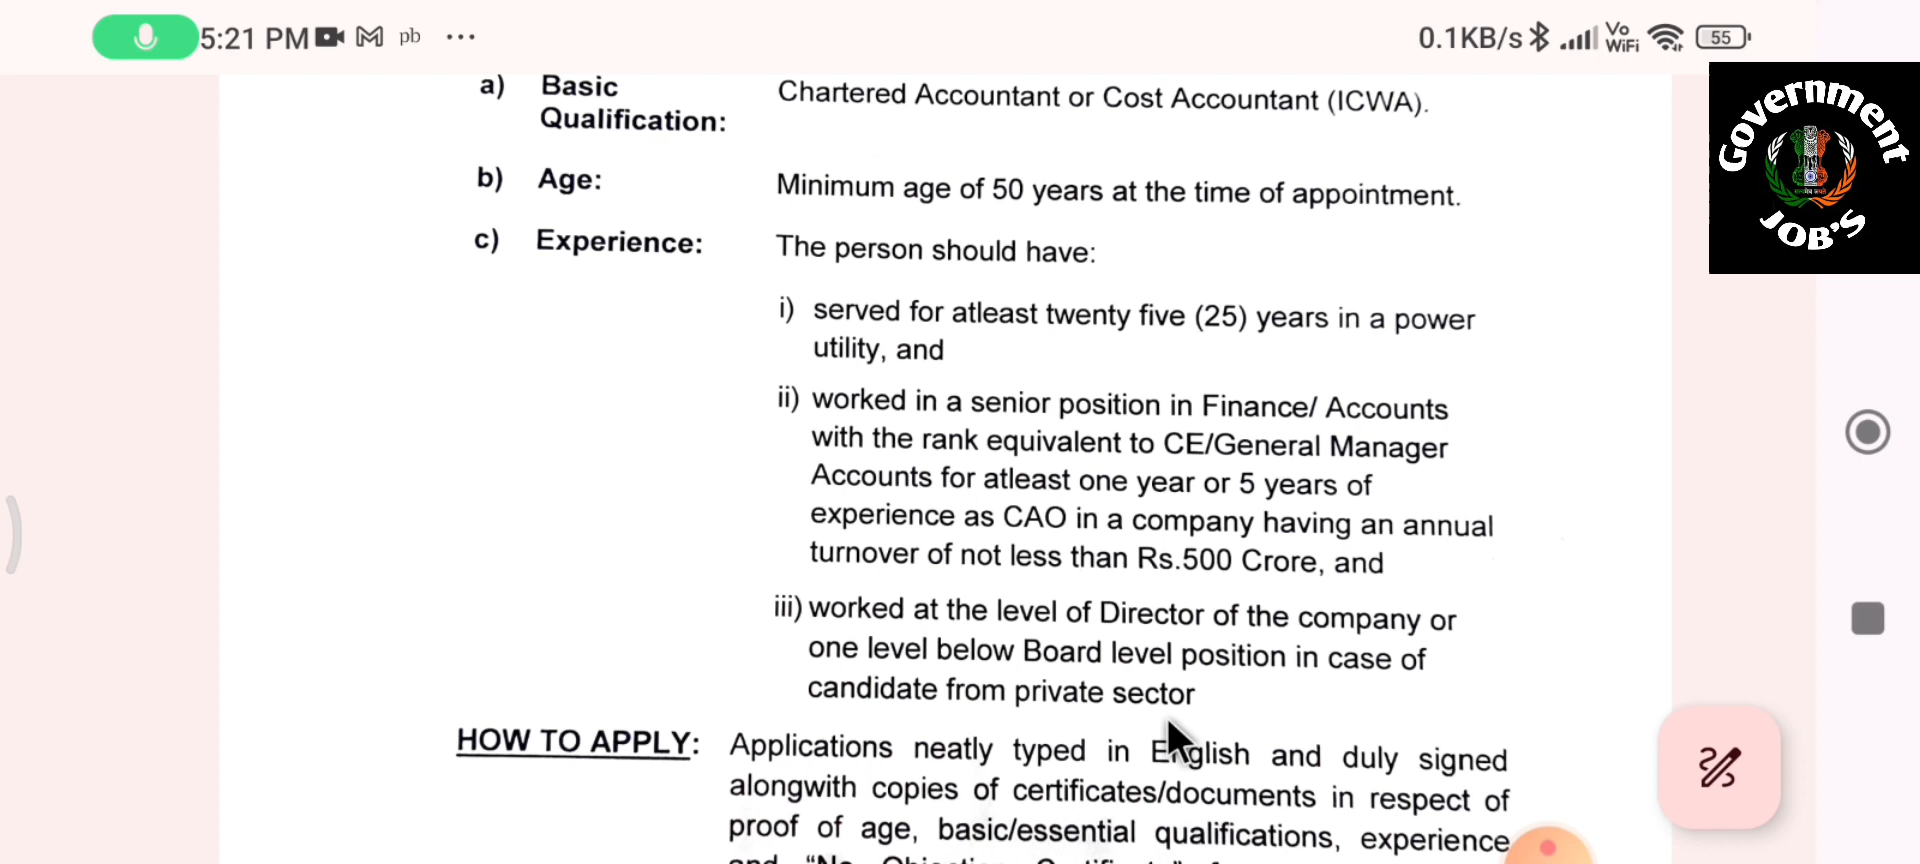 5:21 PM pb ...
0.1KB/s Vo WiFi 55
Government
JOB'S
a) Basic Qualification: Chartered Accountant or Cost Accountant (ICWA).
b) Age: Minimum age of 50 years at the time of appointment.
c) Experience: The person should have:
i) served for atleast twenty five (25) years in a power
utility, and
ii) worked in a senior position in Finance/ Accounts
with the rank equivalent to CE/General Manager
Accounts for atleast one year or 5 years of
experience as CAO in a company having an annual
turnover of not less than Rs.500 Crore, and
iii) worked at the level of Director of the company or
one level below Board level position in case of
candidate from private sector
HOW TO APPLY: Applications neatly typed in English and duly signed
alongwith copies of certificates/documents in respect of
proof of age, basic/essential qualifications, experience